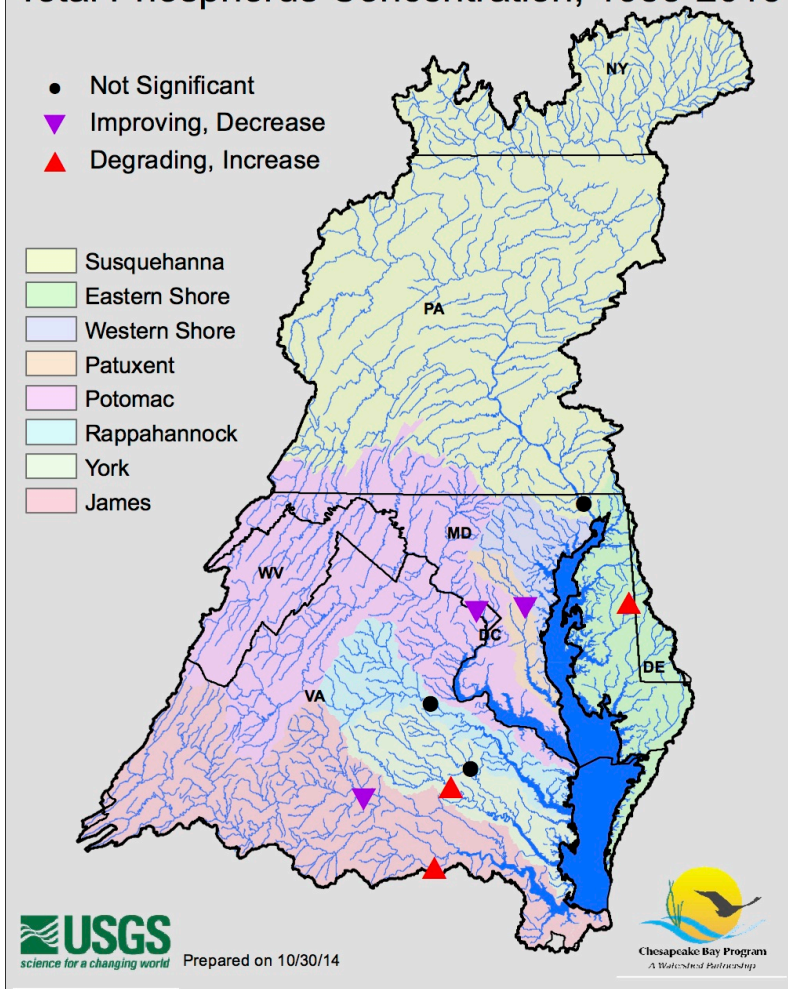 Not Significant
Improving, Decrease
Degrading, Increase
Susquehanna
Eastern Shore
Western Shore
Patuxent
Potomac
Rappahannock
York
James
NY
PA
MD
WV
DC
DE
VA
USGS
science for a changing world
Prepared on 10/30/14
Chesapeake Bay Program
A Watershed Partnership